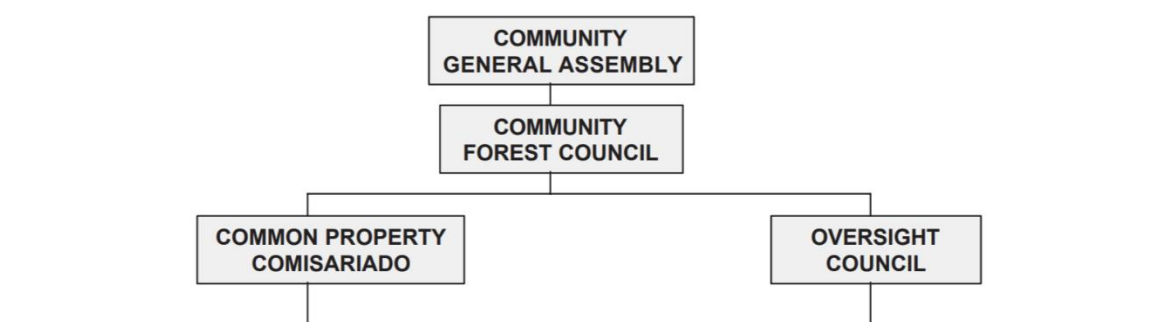 COMMUNITY
GENERAL ASSEMBLY
COMMUNITY
FOREST COUNCIL
COMMON PROPERTY
COMISARIADO
OVERSIGHT
COUNCIL